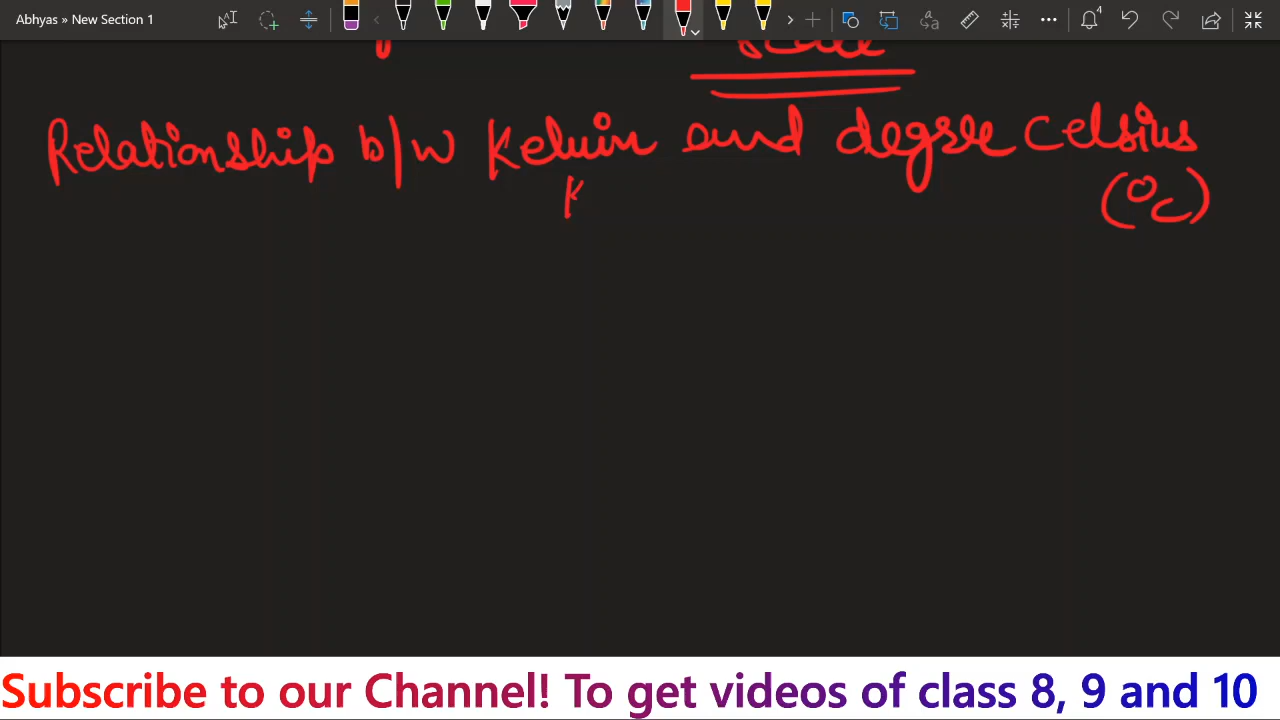 Abhyas » New Section 1
Scale
Relationship b/w Kelvin and degree Celsius
K (°C)
Subscribe to our Channel! To get videos of class 8, 9 and 10